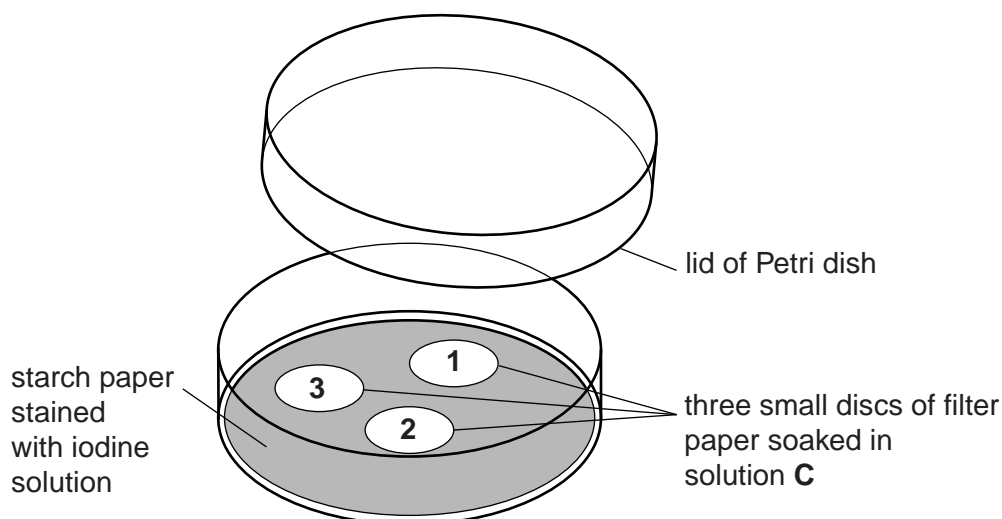 lid of Petri dish
1
3
2
starch paper
stained
with iodine
solution
three small discs of filter
paper soaked in
solution C